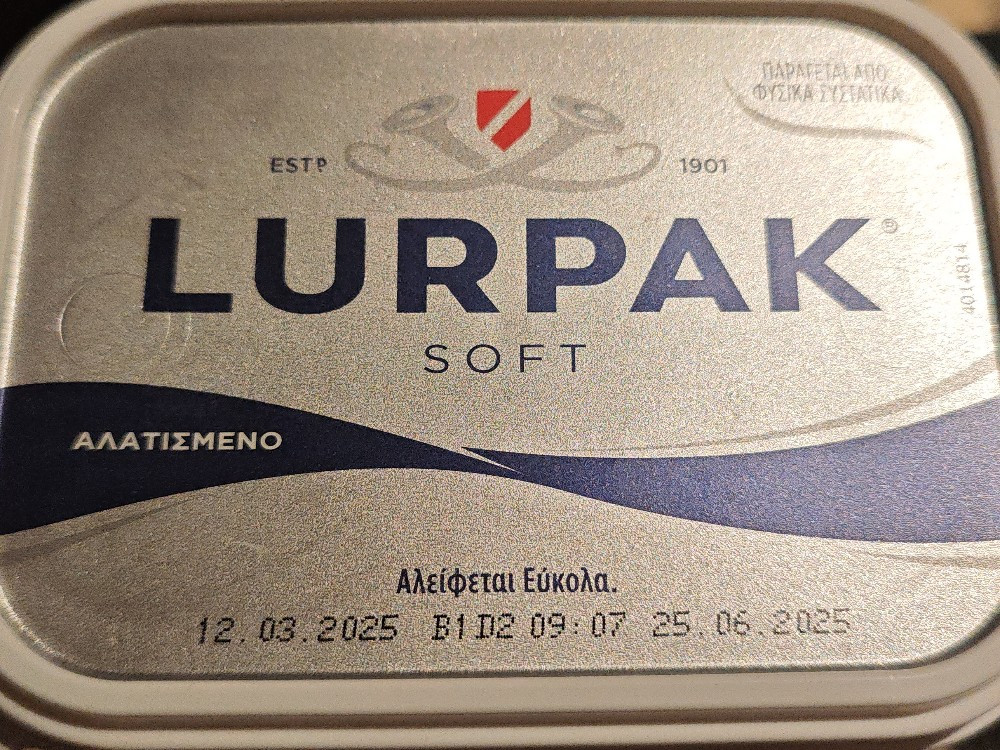 ΠΑΡΑΓΕΤΑΙ ΑΠΟ
ΦΥΣΙΚΑ ΣΥΣΤΑΤΙΚΑ
ESTD 1901
LURPAK®
4014814
SOFT
ΑΛΑΤΙΣΜΕΝΟ
Αλείφεται Εύκολα.
12.03.2025 B1D2 09:07 25.06.2025